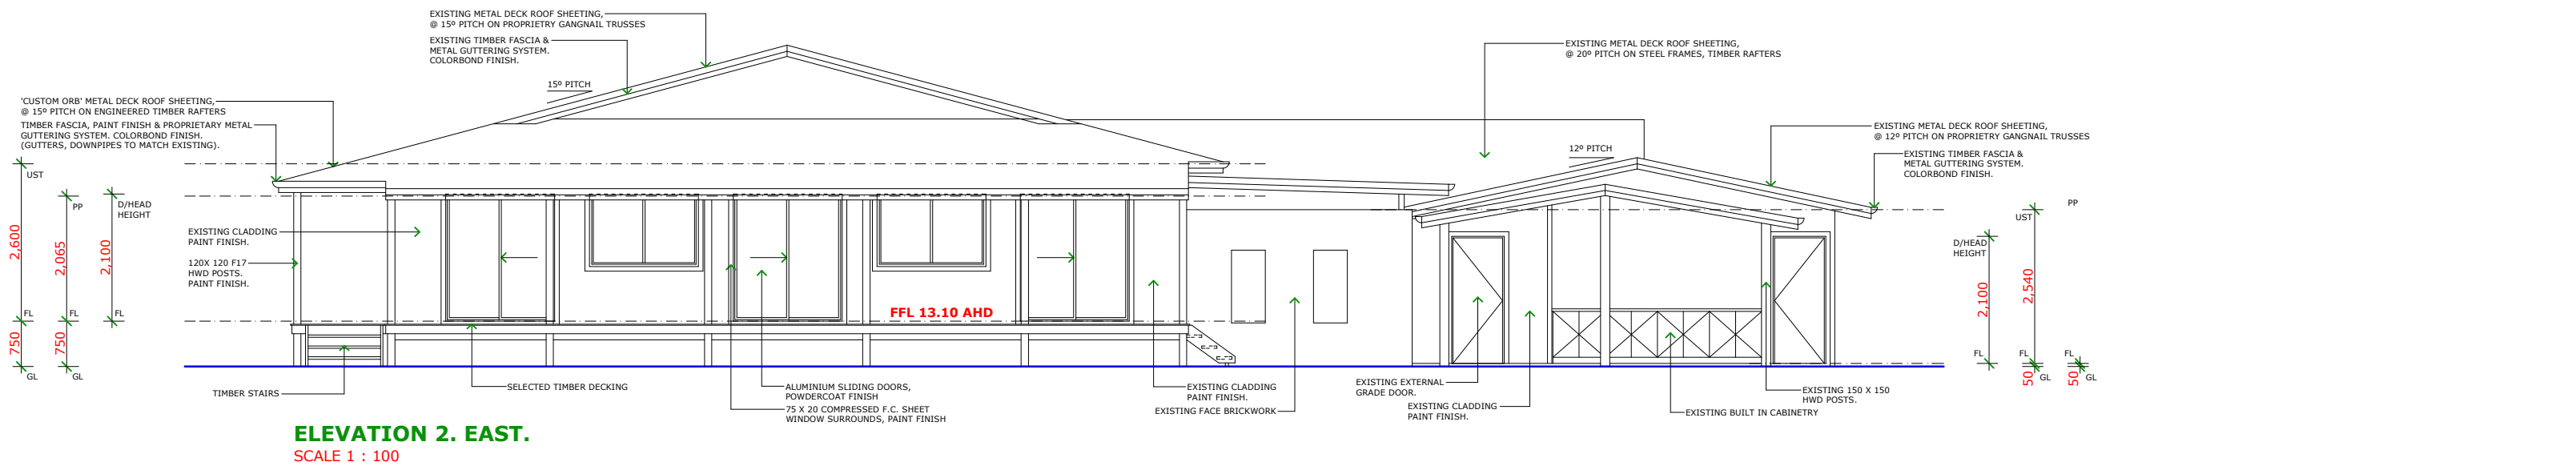 EXISTING METAL DECK ROOF SHEETING,
@ 15º PITCH ON PROPRIETRY GANGNAIL TRUSSES
EXISTING TIMBER FASCIA &
METAL GUTTERING SYSTEM.
COLORBOND FINISH.
15º PITCH
'CUSTOM ORB' METAL DECK ROOF SHEETING,
@ 15º PITCH ON ENGINEERED TIMBER RAFTERS
TIMBER FASCIA, PAINT FINISH & PROPRIETARY METAL
GUTTERING SYSTEM. COLORBOND FINISH.
(GUTTERS, DOWNPIPES TO MATCH EXISTING).
EXISTING METAL DECK ROOF SHEETING,
@ 20º PITCH ON STEEL FRAMES, TIMBER RAFTERS
12º PITCH
EXISTING METAL DECK ROOF SHEETING,
@ 12º PITCH ON PROPRIETRY GANGNAIL TRUSSES
EXISTING TIMBER FASCIA &
METAL GUTTERING SYSTEM.
COLORBOND FINISH.
UST
PP
D/HEAD
HEIGHT
2,600
2,065
2,100
FL
FL
FL
750
750
GL
GL
EXISTING CLADDING
PAINT FINISH.
120X 120 F17
HWD POSTS.
PAINT FINISH.
FFL 13.10 AHD
PP
UST
D/HEAD
HEIGHT
2,100
2,540
FL
FL
FL
50
GL
50
GL
TIMBER STAIRS
SELECTED TIMBER DECKING
ALUMINIUM SLIDING DOORS,
POWDERCOAT FINISH
75 X 20 COMPRESSED F.C. SHEET
WINDOW SURROUNDS, PAINT FINISH
EXISTING CLADDING
PAINT FINISH.
EXISTING FACE BRICKWORK
EXISTING EXTERNAL
GRADE DOOR.
EXISTING CLADDING
PAINT FINISH.
EXISTING BUILT IN CABINETRY
EXISTING 150 X 150
HWD POSTS.
ELEVATION 2. EAST.
SCALE 1 : 100